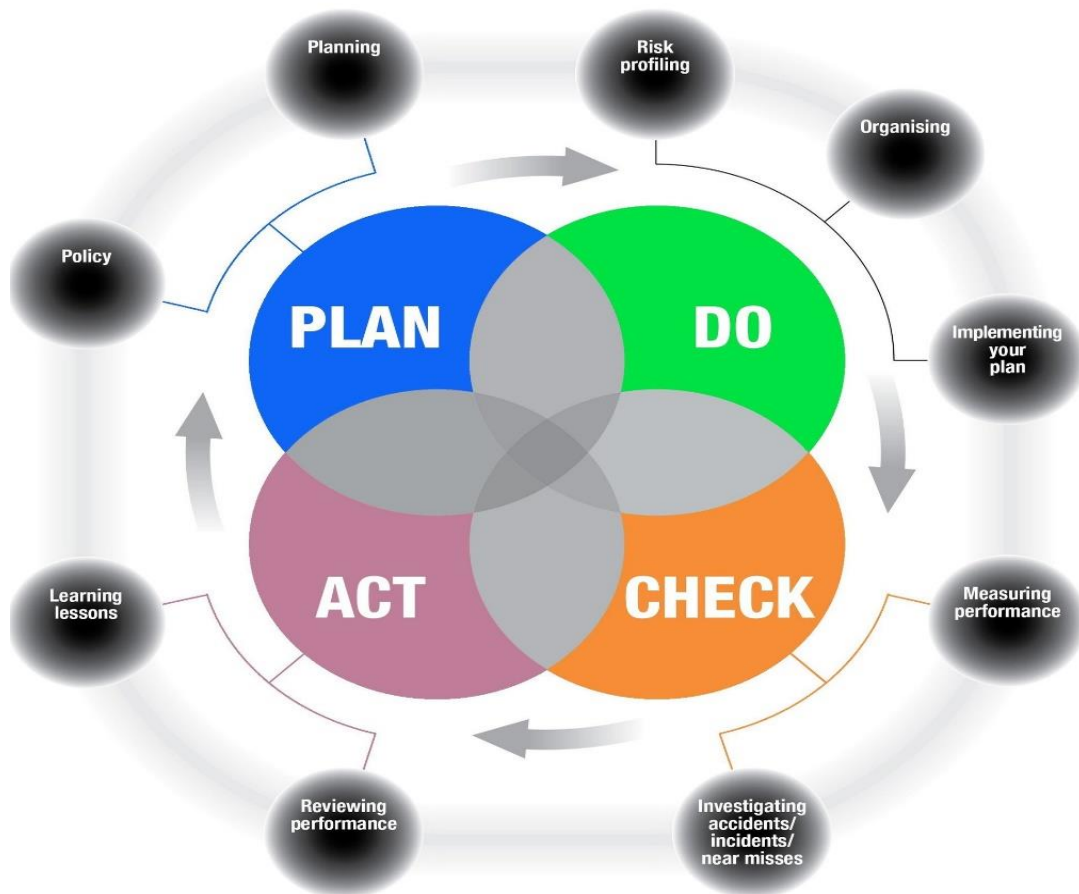 Planning
Risk
profiling
Organising
Policy
PLAN
DO
Implementing
your
plan
Learning
lessons
ACT
CHECK
Measuring
performance
Reviewing
performance
Investigating
accidents/
incidents/
near misses